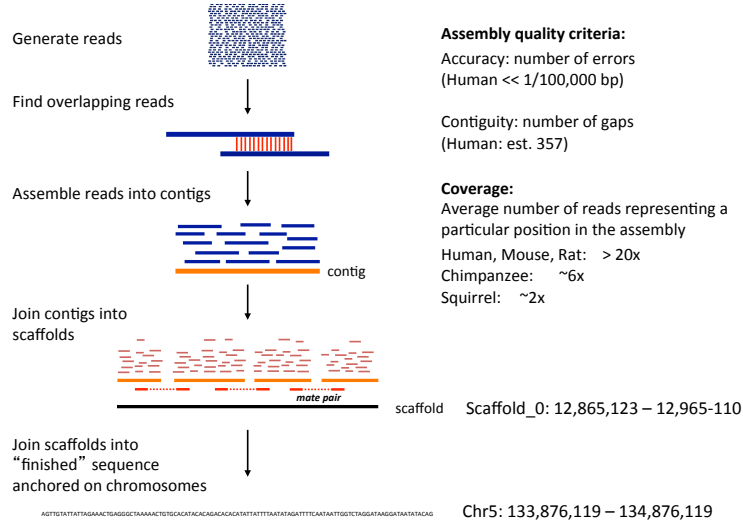 Generate reads
Find overlapping reads
Assemble reads into contigs
contig
Join contigs into
scaffolds
mate pair
scaffold
Scaffold_0: 12,865,123 – 12,965-110
Join scaffolds into
“finished” sequence
anchored on chromosomes
Chr5: 133,876,119 – 134,876,119
Assembly quality criteria:
Accuracy: number of errors
(Human << 1/100,000 bp)
Contiguity: number of gaps
(Human: est. 357)
Coverage:
Average number of reads representing a
particular position in the assembly
Human, Mouse, Rat: > 20x
Chimpanzee: ~6x
Squirrel: ~2x